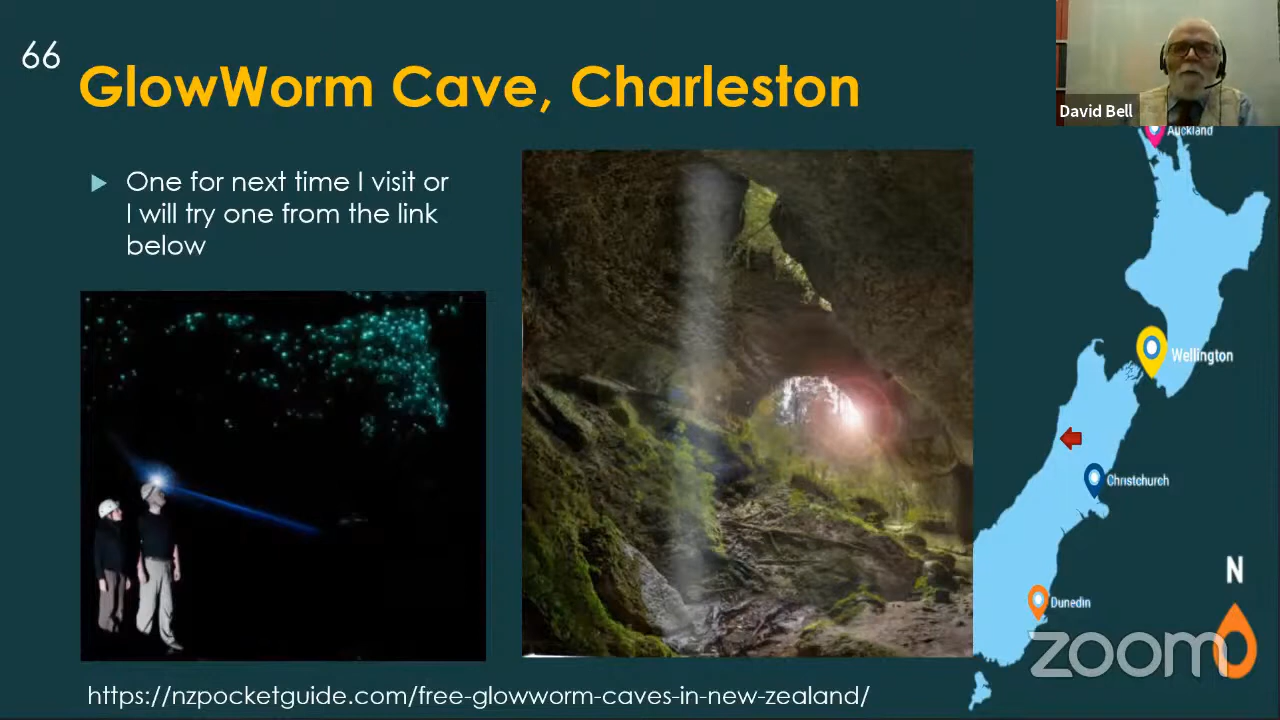 66
GlowWorm Cave, Charleston
One for next time I visit or
I will try one from the link
below
https://nzpocketguide.com/free-glowworm-caves-in-new-zealand/
David Bell
Auckland
Wellington
Christchurch
Dunedin
N
zoom